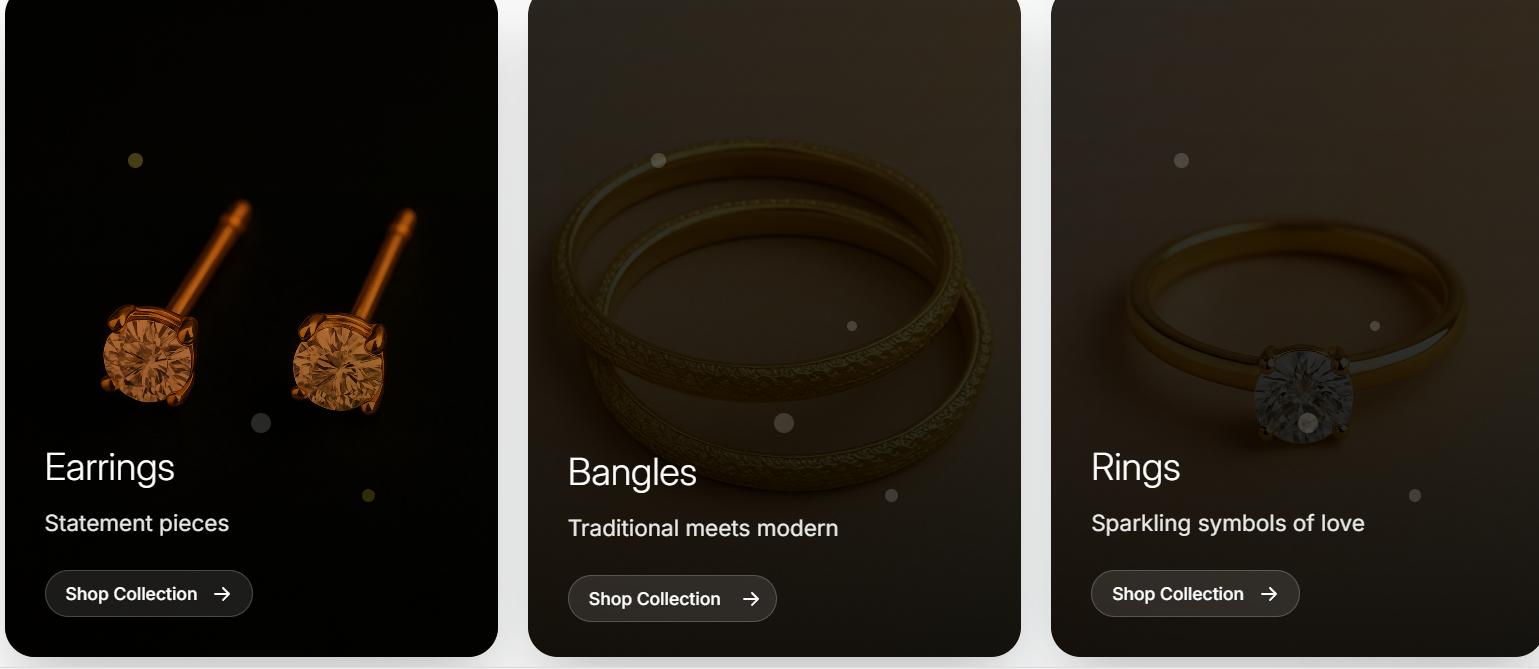 Earrings
Statement pieces
Shop Collection
Bangles
Traditional meets modern
Shop Collection
Rings
Sparkling symbols of love
Shop Collection